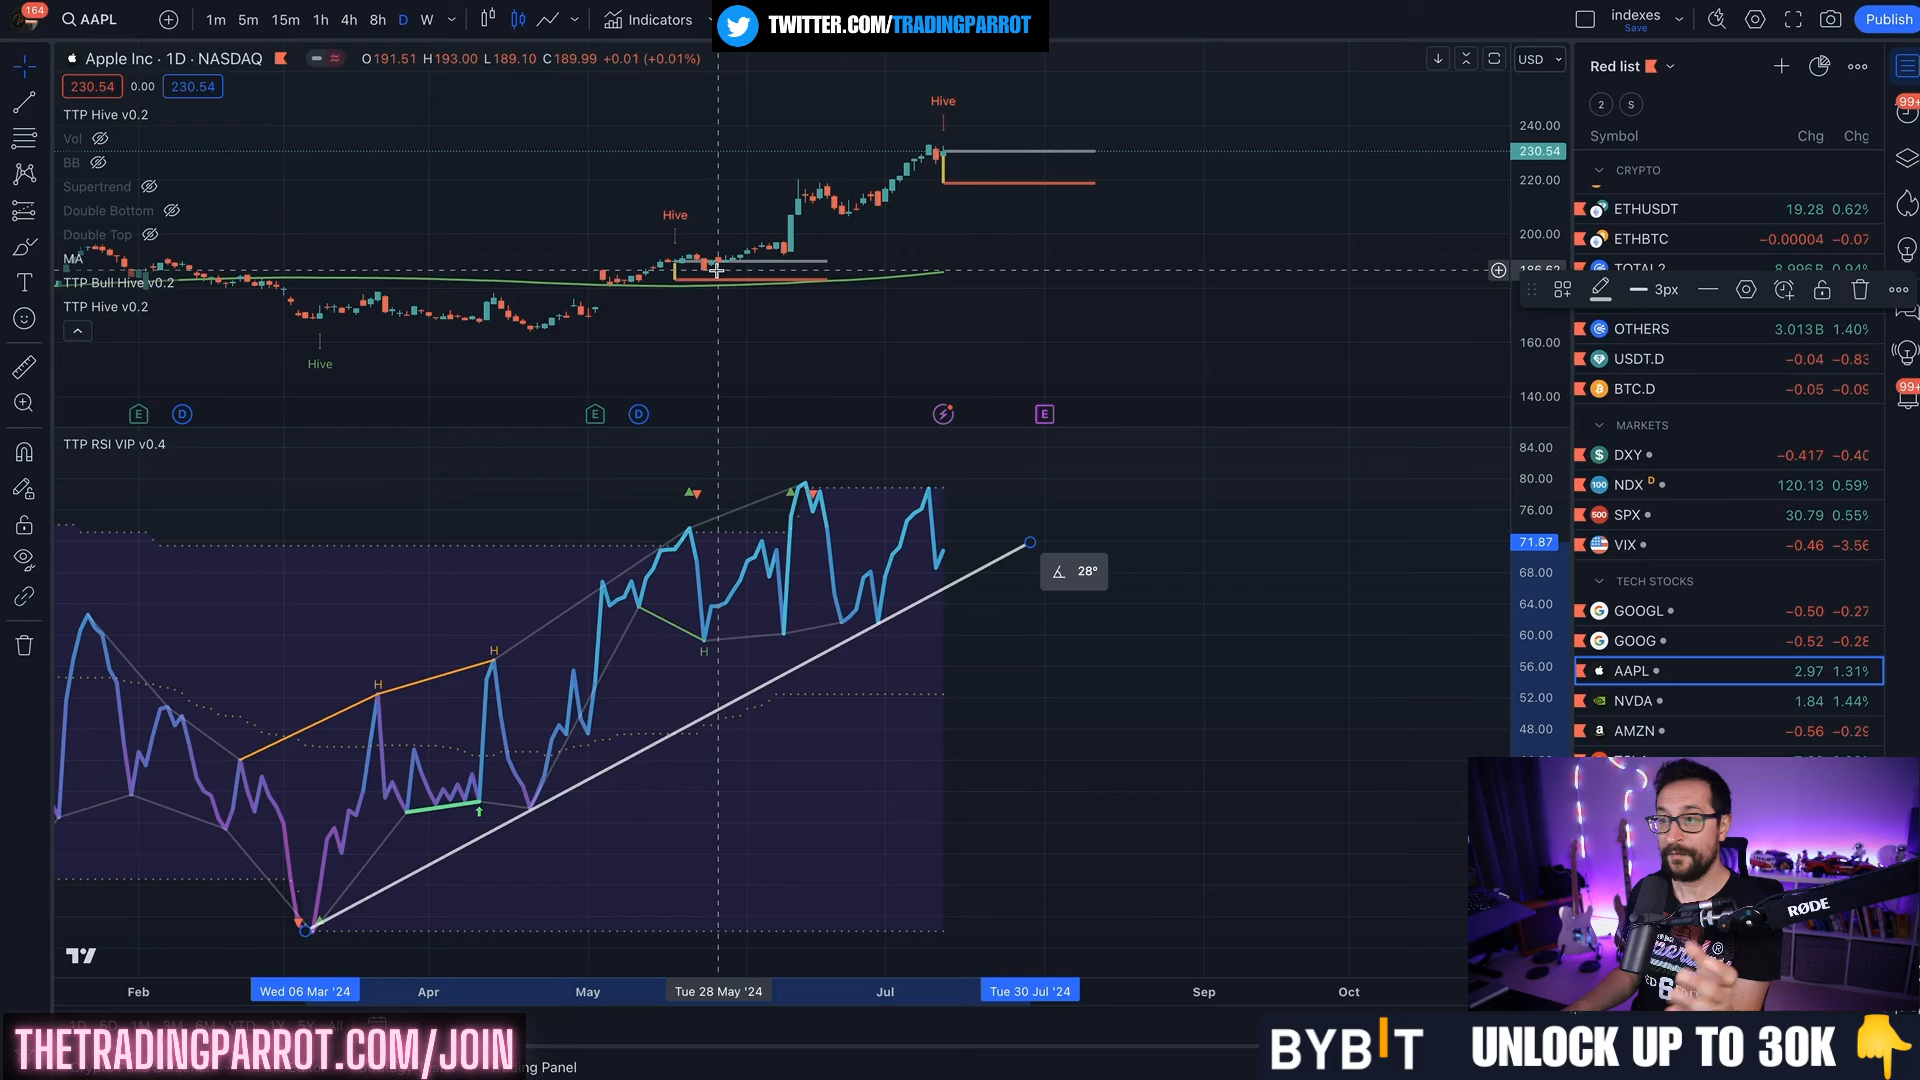 164
AAPL
1m 5m 15m 1h 4h 8h D W
Indicators
TWITTER.COM/TRADINGPARROT
indexes
Save
Publish
Apple Inc · 1D · NASDAQ
O191.51 H193.00 L189.10 C189.99 +0.01 (+0.01%)
USD
230.54 0.00 230.54
TTP Hive v0.2
Vol
BB
Supertrend
Double Bottom
Double Top
MA
TTP Bull Hive v0.2
TTP Hive v0.2
Hive
Hive
Hive
E D E D E
240.00
230.54
220.00
200.00
160.00
140.00
TTP RSI VIP v0.4
84.00
80.00
76.00
71.87
68.00
64.00
60.00
56.00
52.00
48.00
H
H
H
28°
Feb
Wed 06 Mar '24
Apr
May
Tue 28 May '24
Jul
Tue 30 Jul '24
Sep
Oct
Red list
2 S
Symbol Chg Chg
CRYPTO
ETHUSDT 19.28 0.62%
ETHBTC −0.00004 −0.07
3px
OTHERS 3.013B 1.40%
USDT.D −0.04 −0.83
BTC.D −0.05 −0.09
MARKETS
DXY −0.417 −0.40
NDX D 120.13 0.59%
SPX 30.79 0.55%
VIX −0.46 −3.56
TECH STOCKS
GOOGL −0.50 −0.27
GOOG −0.52 −0.28
AAPL 2.97 1.31%
NVDA 1.84 1.44%
AMZN −0.56 −0.29
99+
99+
RØDE
THETRADINGPARROT.COM/JOIN
BYBIT
UNLOCK UP TO 30K